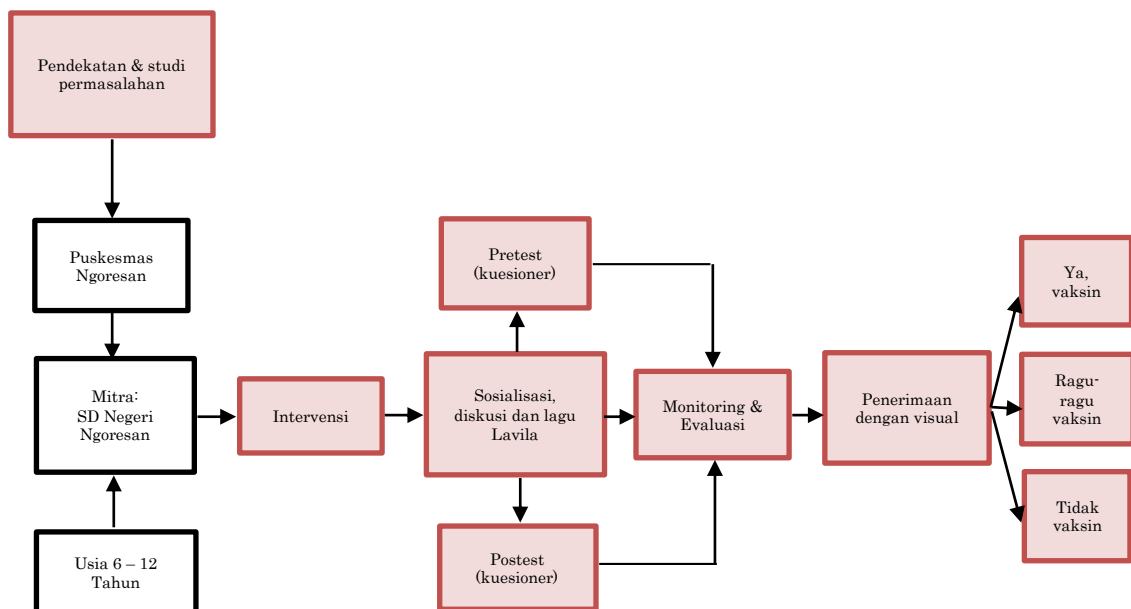 Pendekatan & studi
permasalahan
Puskesmas
Ngoresan
Mitra:
SD Negeri
Ngoresan
Usia 6 – 12
Tahun
Intervensi
Pretest
(kuesioner)
Sosialisasi,
diskusi dan lagu
Lavila
Postest
(kuesioner)
Monitoring &
Evaluasi
Penerimaan
dengan visual
Ya,
vaksin
Ragu-
ragu
vaksin
Tidak
vaksin